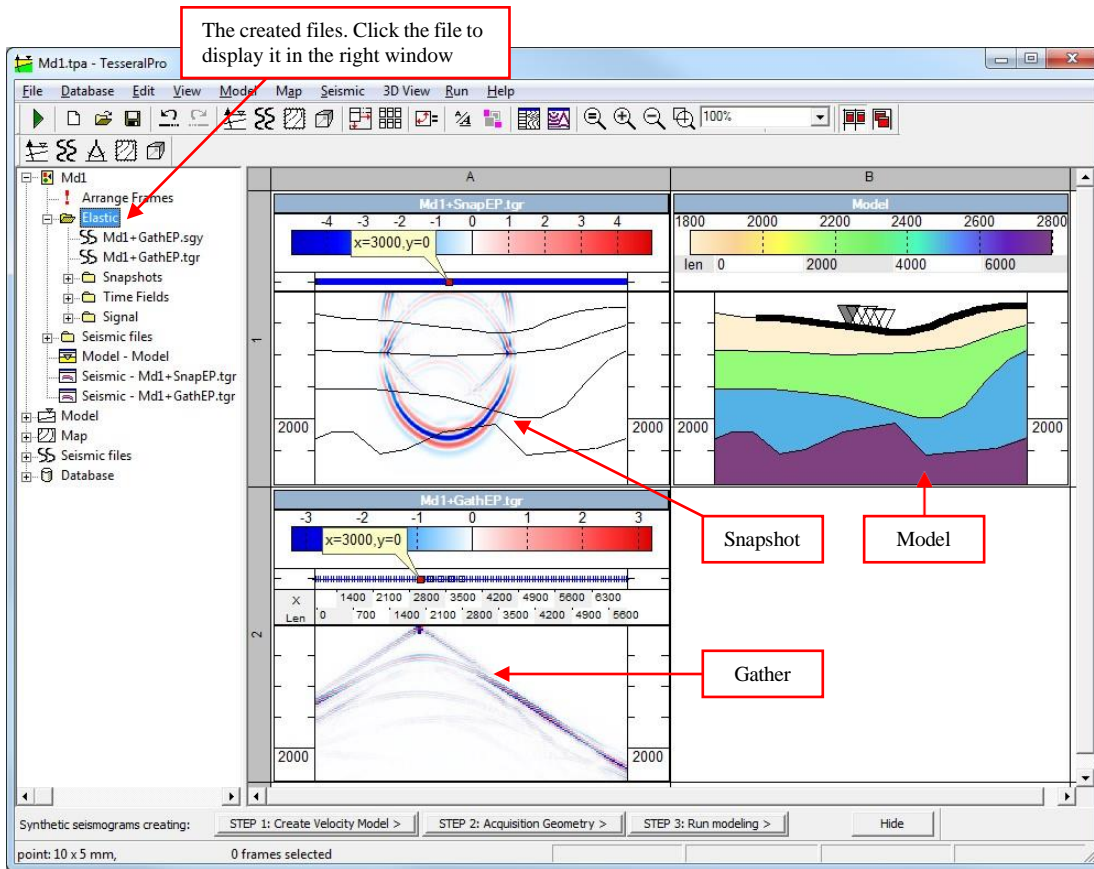 The created files. Click the file to
display it in the right window
Md1.tpa - TesseralPro
File Database Edit View Model Map Seismic 3D View Run Help
100%
Md1
Arrange Frames
Elastic
Md1+GathEP.sgy
Md1+GathEP.tgr
Snapshots
Time Fields
Signal
Seismic files
Model - Model
Seismic - Md1+SnapEP.tgr
Seismic - Md1+GathEP.tgr
Model
Map
Seismic files
Database
A
B
1
Md1+SnapEP.tgr
-4 -3 -2 -1 0 1 2 3 4
x=3000,y=0
2000
Model
1800 2000 2200 2400 2600 2800
len 0 2000 4000 6000
2000 2000
Snapshot
Model
2
Md1+GathEP.tgr
-3 -2 -1 0 1 2 3
x=3000,y=0
X 1400 2100 2800 3500 4200 4900 5600 6300
Len 0 700 1400 2100 2800 3500 4200 4900 5600
2000 2000
Gather
Synthetic seismograms creating: STEP 1: Create Velocity Model > STEP 2: Acquisition Geometry > STEP 3: Run modeling > Hide
point: 10 x 5 mm, 0 frames selected